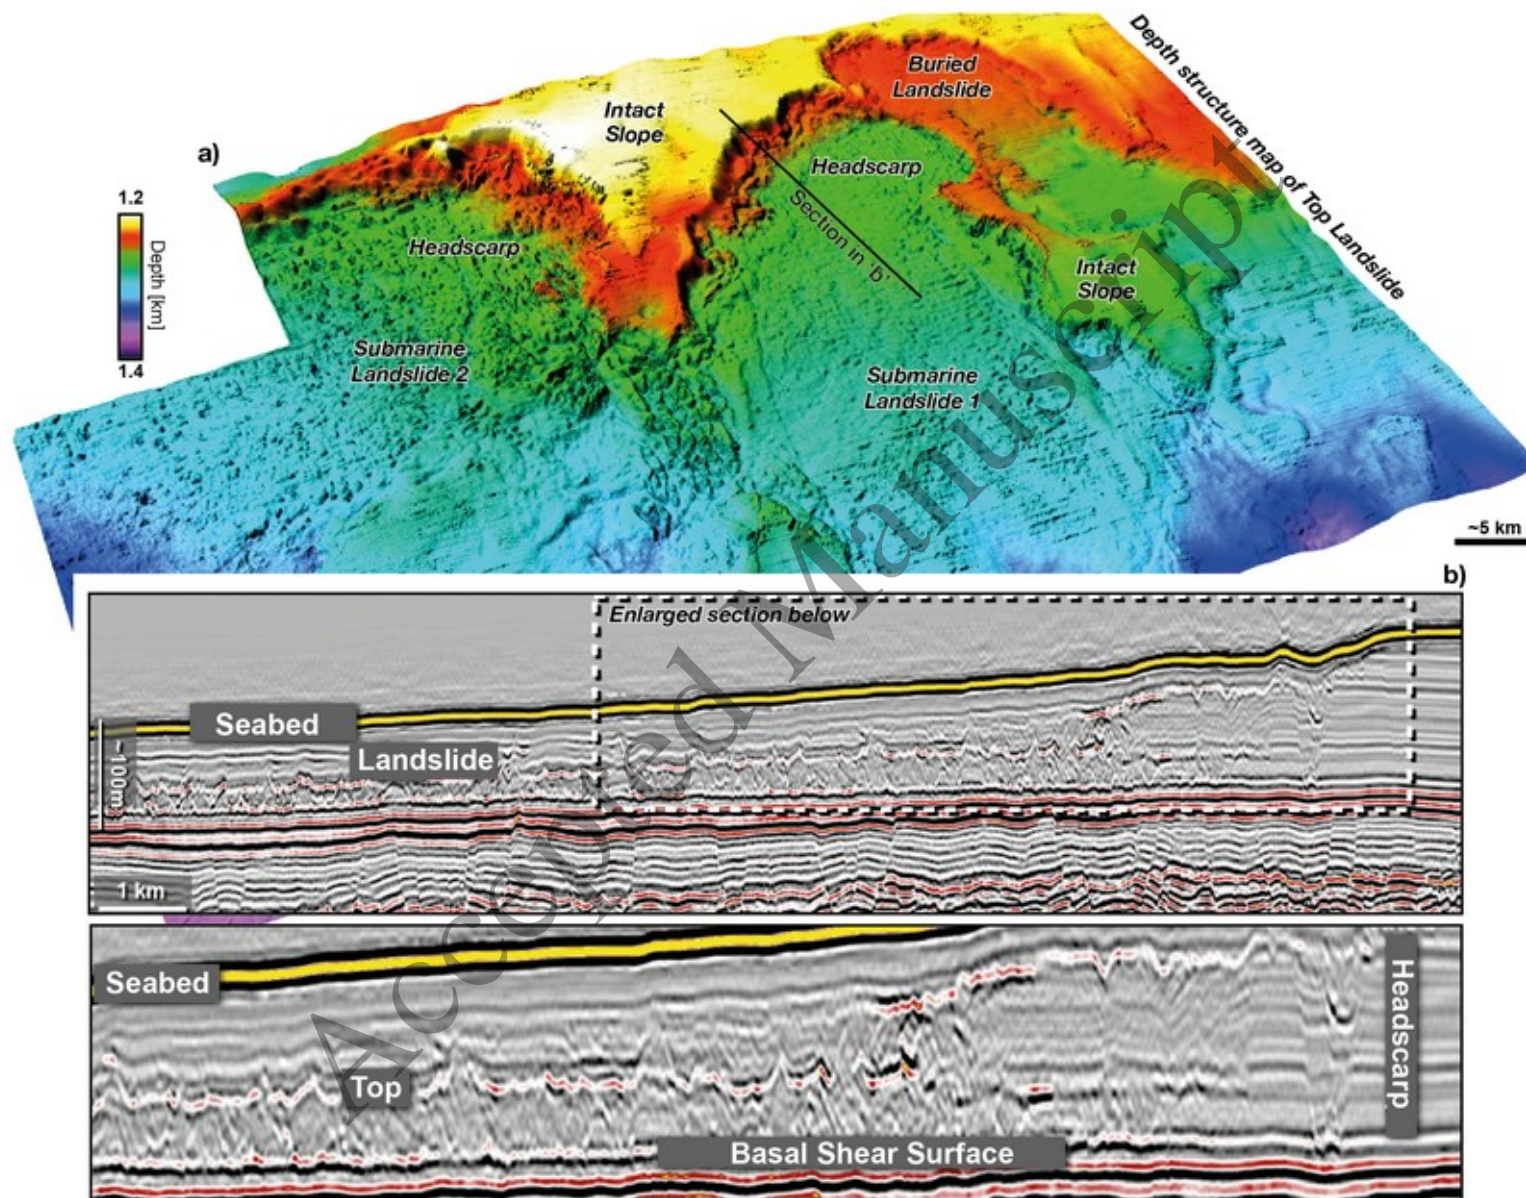 Depth structure map of Top Landslide
a)
Intact
Slope
Buried
Landslide
Headscarp
Section in 'b'
Headscarp
Intact
Slope
Submarine
Landslide 2
Submarine
Landslide 1
1.2
Depth [km]
1.4
~5 km
Accepted Manuscript
b)
Enlarged section below
Seabed
Landslide
~100m
1 km
Seabed
Top
Headscarp
Basal Shear Surface